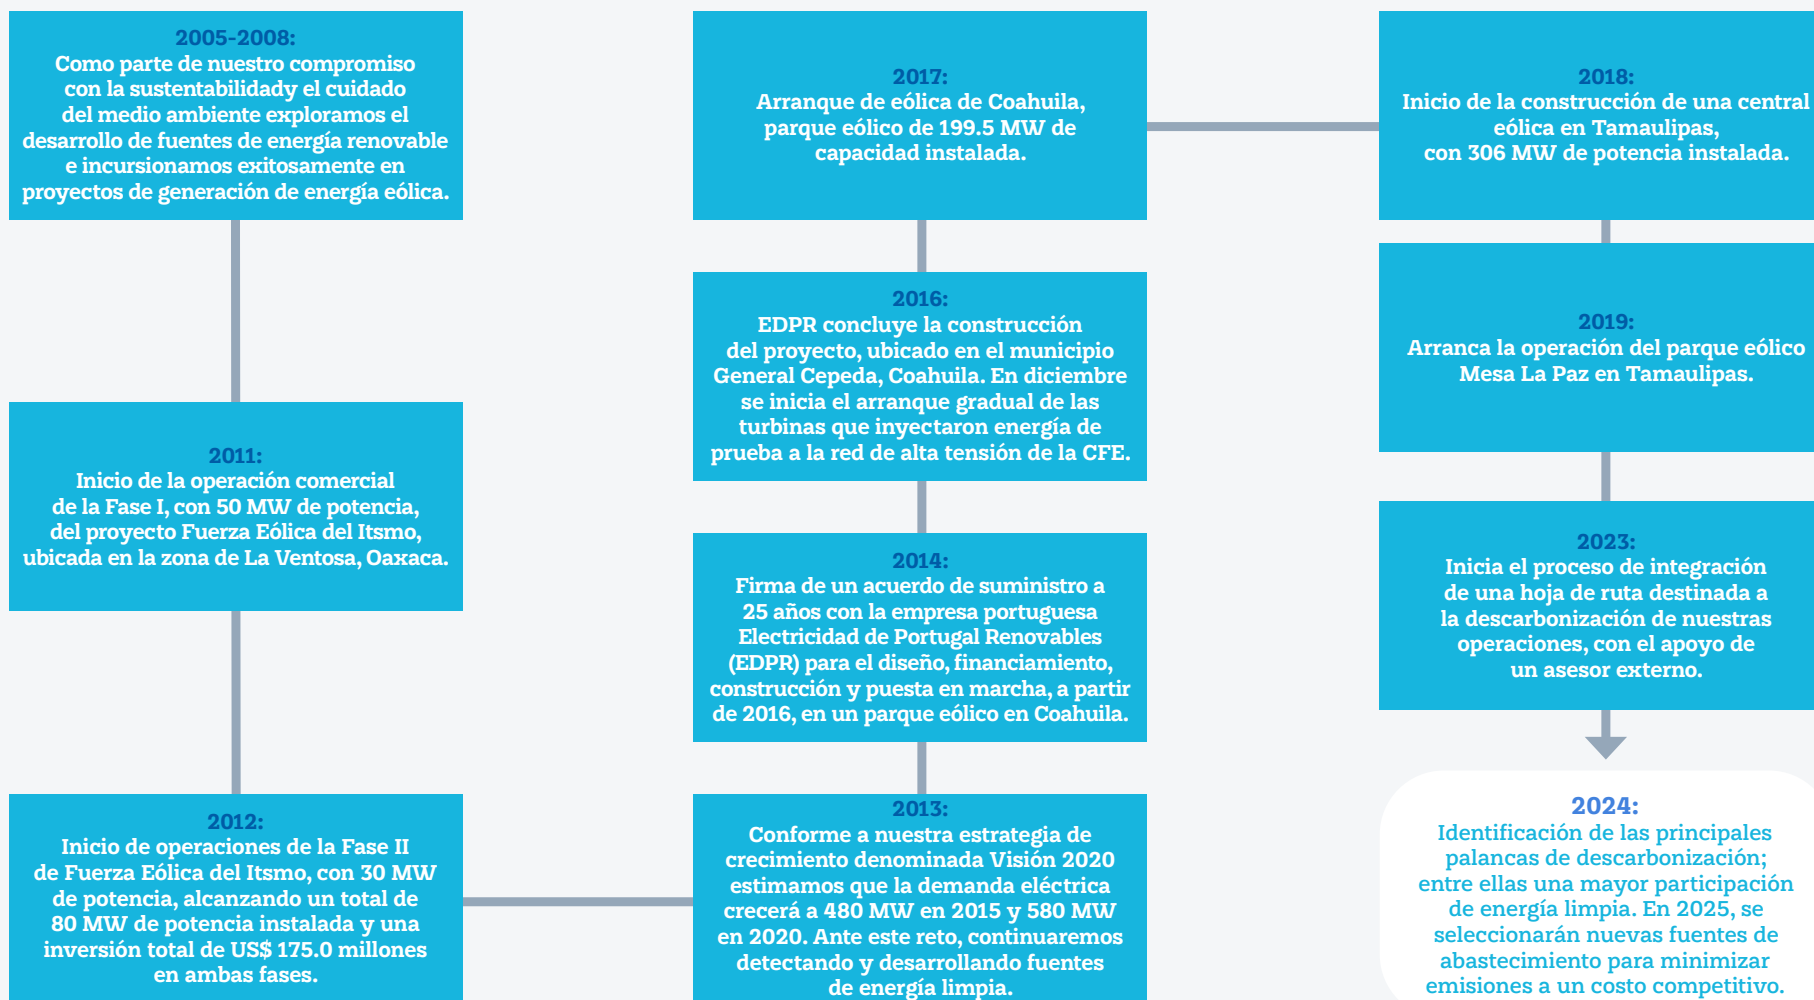 2005-2008:
Como parte de nuestro compromiso
con la sustentabilidady el cuidado
del medio ambiente exploramos el
desarrollo de fuentes de energía renovable
e incursionamos exitosamente en
proyectos de generación de energía eólica.
2011:
Inicio de la operación comercial
de la Fase I, con 50 MW de potencia,
del proyecto Fuerza Eólica del Itsmo,
ubicada en la zona de La Ventosa, Oaxaca.
2012:
Inicio de operaciones de la Fase II
de Fuerza Eólica del Itsmo, con 30 MW
de potencia, alcanzando un total de
80 MW de potencia instalada y una
inversión total de US$ 175.0 millones
en ambas fases.
2013:
Conforme a nuestra estrategia de
crecimiento denominada Visión 2020
estimamos que la demanda eléctrica
crecerá a 480 MW en 2015 y 580 MW
en 2020. Ante este reto, continuaremos
detectando y desarrollando fuentes
de energía limpia.
2014:
Firma de un acuerdo de suministro a
25 años con la empresa portuguesa
Electricidad de Portugal Renovables
(EDPR) para el diseño, financiamiento,
construcción y puesta en marcha, a partir
de 2016, en un parque eólico en Coahuila.
2016:
EDPR concluye la construcción
del proyecto, ubicado en el municipio
General Cepeda, Coahuila. En diciembre
se inicia el arranque gradual de las
turbinas que inyectaron energía de
prueba a la red de alta tensión de la CFE.
2017:
Arranque de eólica de Coahuila,
parque eólico de 199.5 MW de
capacidad instalada.
2018:
Inicio de la construcción de una central
eólica en Tamaulipas,
con 306 MW de potencia instalada.
2019:
Arranca la operación del parque eólico
Mesa La Paz en Tamaulipas.
2023:
Inicia el proceso de integración
de una hoja de ruta destinada a
la descarbonización de nuestras
operaciones, con el apoyo de
un asesor externo.
2024:
Identificación de las principales
palancas de descarbonización;
entre ellas una mayor participación
de energía limpia. En 2025, se
seleccionarán nuevas fuentes de
abastecimiento para minimizar
emisiones a un costo competitivo.